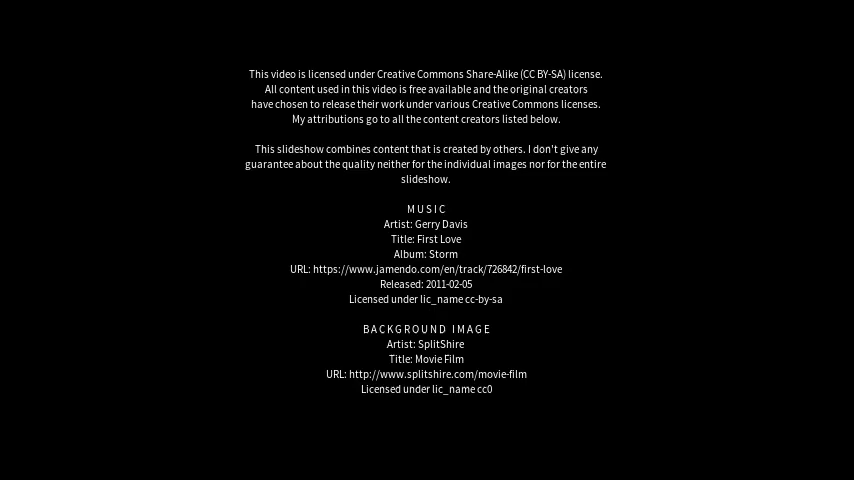 This video is licensed under Creative Commons Share-Alike (CC BY-SA) license.
All content used in this video is free available and the original creators
have chosen to release their work under various Creative Commons licenses.
My attributions go to all the content creators listed below.
This slideshow combines content that is created by others. I don't give any
guarantee about the quality neither for the individual images nor for the entire
slideshow.
MUSIC
Artist: Gerry Davis
Title: First Love
Album: Storm
URL: https://www.jamendo.com/en/track/726842/first-love
Released: 2011-02-05
Licensed under lic_name cc-by-sa
BACKGROUND IMAGE
Artist: SplitShire
Title: Movie Film
URL: http://www.splitshire.com/movie-film
Licensed under lic_name cc0